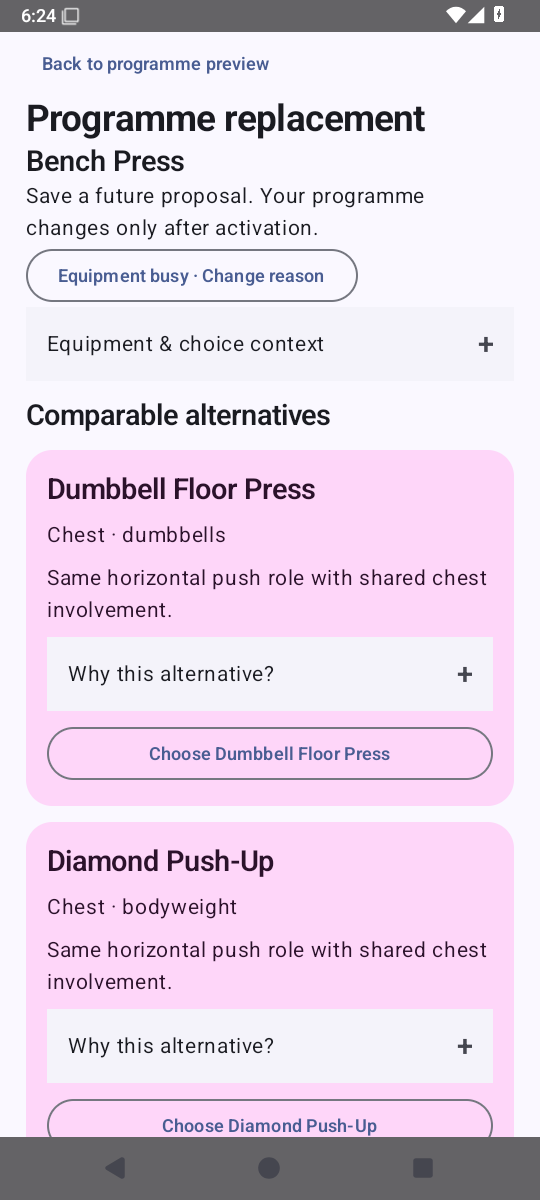 6:24
Back to programme preview
Programme replacement
Bench Press
Save a future proposal. Your programme
changes only after activation.
Equipment busy · Change reason
Equipment & choice context
+
Comparable alternatives
Dumbbell Floor Press
Chest · dumbbells
Same horizontal push role with shared chest
involvement.
Why this alternative?
+
Choose Dumbbell Floor Press
Diamond Push-Up
Chest · bodyweight
Same horizontal push role with shared chest
involvement.
Why this alternative?
+
Choose Diamond Push-Up